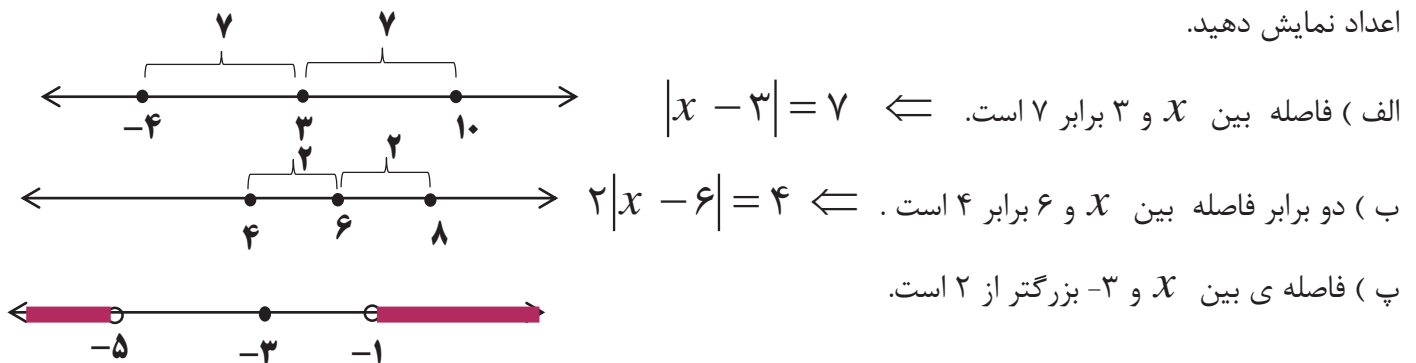 اعداد نمایش دهید.
۷ ۷
-۴ ۳ ۱۰
الف ) فاصله بین x و ۳ برابر ۷ است. ⇐ |x - ۳| = ۷
۲ ۲
۴ ۶ ۸
ب ) دو برابر فاصله بین x و ۶ برابر ۴ است . ⇐ ۲|x - ۶| = ۴
پ ) فاصله ی بین x و ۳- بزرگتر از ۲ است.
-۵ -۳ -۱